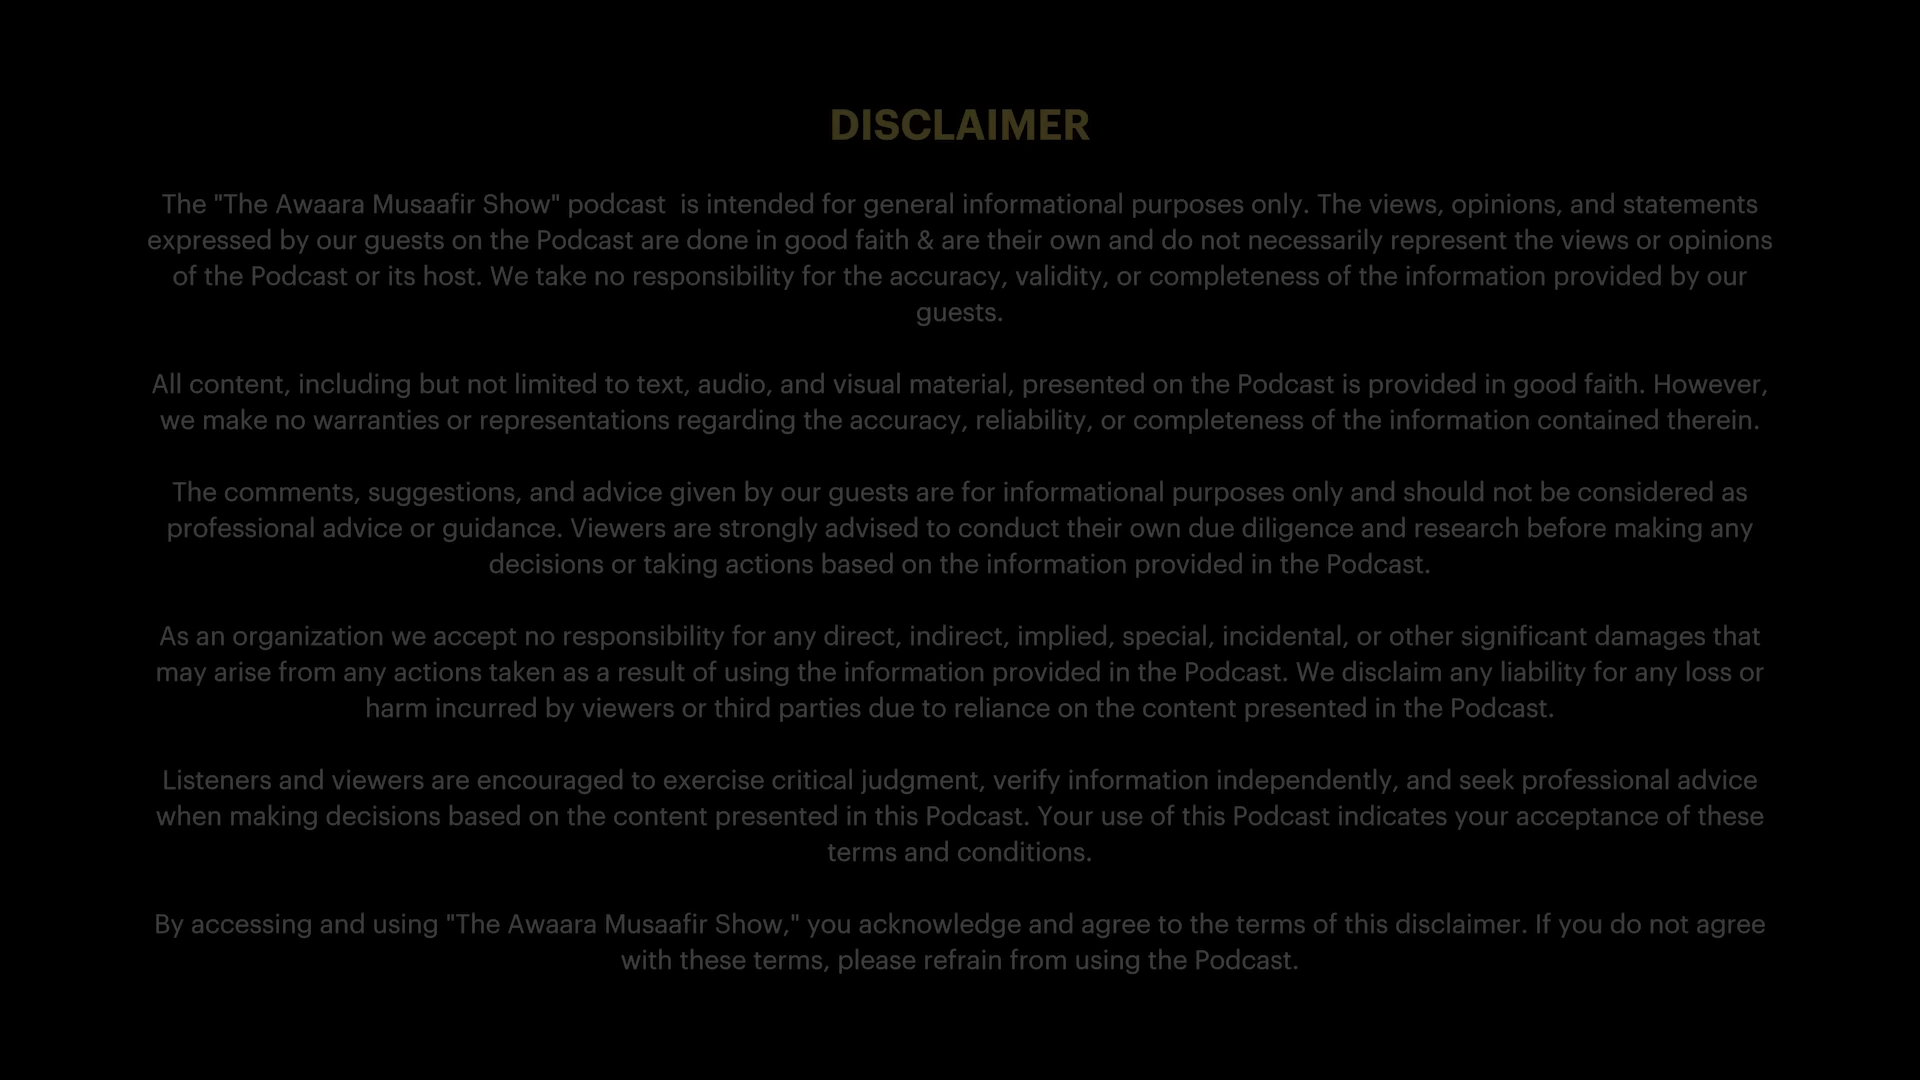 DISCLAIMER
The "The Awaara Musaafir Show" podcast  is intended for general informational purposes only. The views, opinions, and statements
expressed by our guests on the Podcast are done in good faith & are their own and do not necessarily represent the views or opinions
of the Podcast or its host. We take no responsibility for the accuracy, validity, or completeness of the information provided by our
guests.
All content, including but not limited to text, audio, and visual material, presented on the Podcast is provided in good faith. However,
we make no warranties or representations regarding the accuracy, reliability, or completeness of the information contained therein.
The comments, suggestions, and advice given by our guests are for informational purposes only and should not be considered as
professional advice or guidance. Viewers are strongly advised to conduct their own due diligence and research before making any
decisions or taking actions based on the information provided in the Podcast.
As an organization we accept no responsibility for any direct, indirect, implied, special, incidental, or other significant damages that
may arise from any actions taken as a result of using the information provided in the Podcast. We disclaim any liability for any loss or
harm incurred by viewers or third parties due to reliance on the content presented in the Podcast.
Listeners and viewers are encouraged to exercise critical judgment, verify information independently, and seek professional advice
when making decisions based on the content presented in this Podcast. Your use of this Podcast indicates your acceptance of these
terms and conditions.
By accessing and using "The Awaara Musaafir Show," you acknowledge and agree to the terms of this disclaimer. If you do not agree
with these terms, please refrain from using the Podcast.